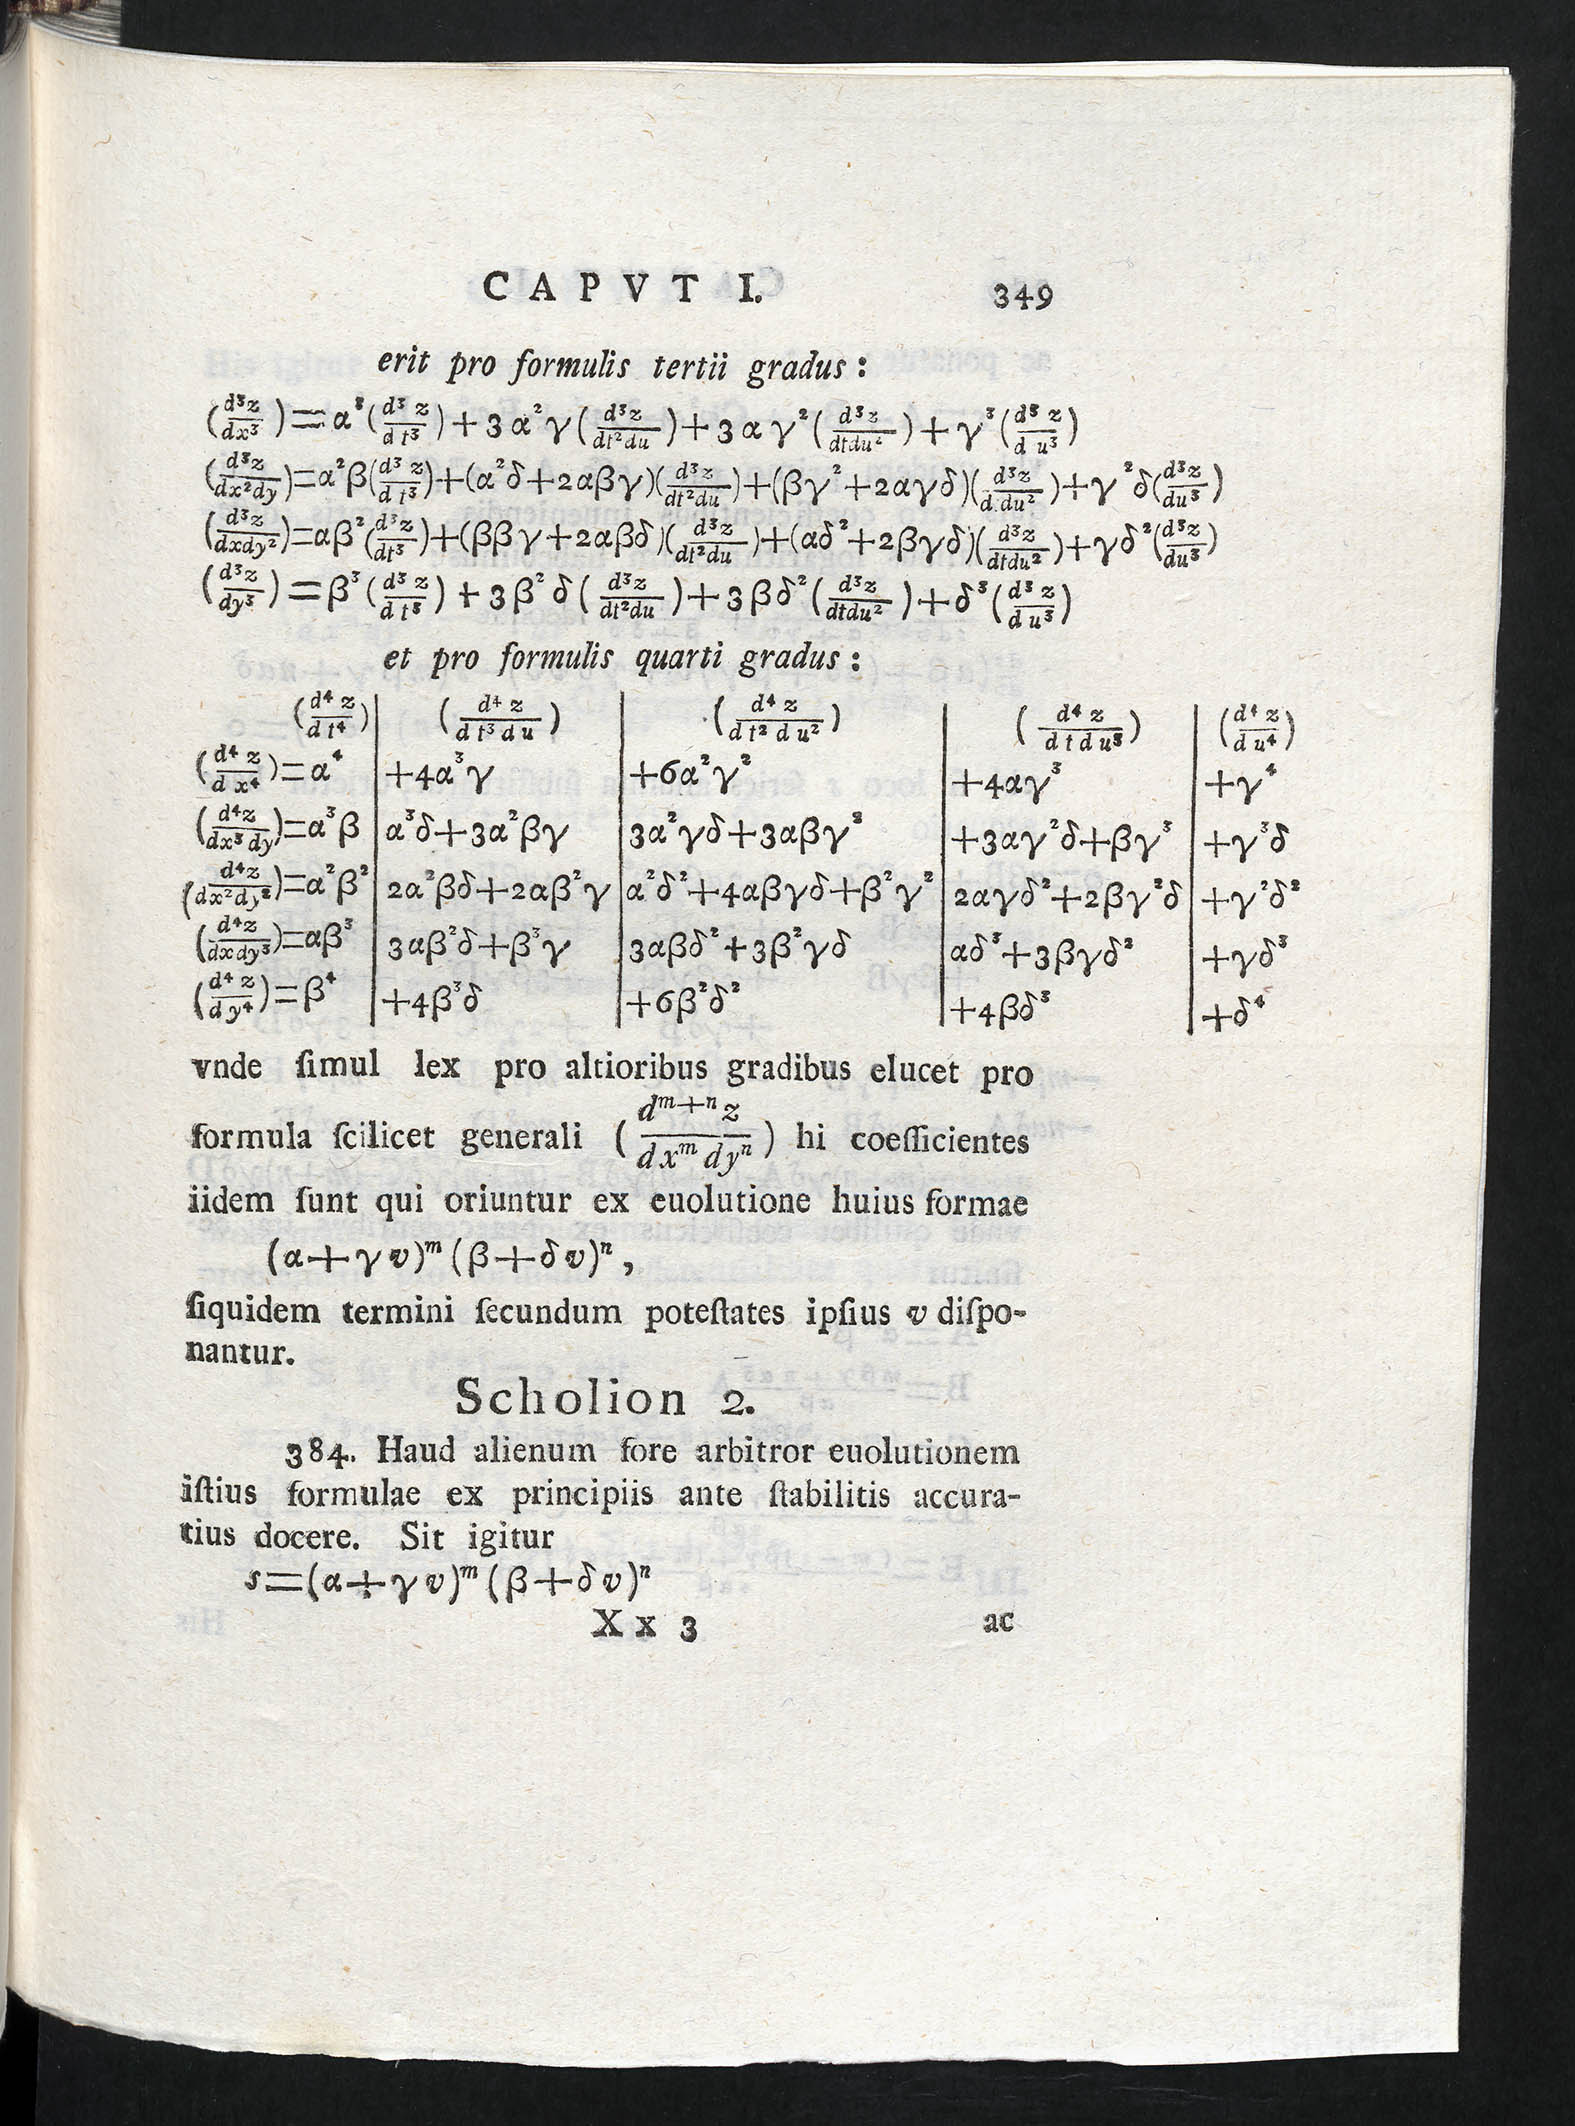 CAPVT I. 349
erit pro formulis tertii gradus:
(d³z/dx³)=α³(d³z/dt³)+3α²γ(d³z/dt²du)+3αγ²(d³z/dtdu²)+γ³(d³z/du³)
(d³z/dx²dy)=α²β(d³z/dt³)+(α²δ+2αβγ)(d³z/dt²du)+(βγ²+2αγδ)(d³z/dtdu²)+γ²δ(d³z/du³)
(d³z/dxdy²)=αβ²(d³z/dt³)+(ββγ+2αβδ)(d³z/dt²du)+(αδ²+2βγδ)(d³z/dtdu²)+γδ²(d³z/du³)
(d³z/dy³)=β³(d³z/dt³)+3β²δ(d³z/dt²du)+3βδ²(d³z/dtdu²)+δ³(d³z/du³)
et pro formulis quarti gradus:
(d⁴z/dt⁴) | (d⁴z/dt³du) | (d⁴z/dt²du²) | (d⁴z/dtdu³) | (d⁴z/du⁴)
(d⁴z/dx⁴)=α⁴ | +4α³γ | +6α²γ² | +4αγ³ | +γ⁴
(d⁴z/dx³dy)=α³β | α³δ+3α²βγ | 3α²γδ+3αβγ² | +3αγ²δ+βγ³ | +γ³δ
(d⁴z/dx²dy²)=α²β² | 2α²βδ+2αβ²γ | α²δ²+4αβγδ+β²γ² | 2αγδ²+2βγ²δ | +γ²δ²
(d⁴z/dxdy³)=αβ³ | 3αβ²δ+β³γ | 3αβδ²+3β²γδ | αδ³+3βγδ² | +γδ³
(d⁴z/dy⁴)=β⁴ | +4β³δ | +6β²δ² | +4βδ³ | +δ⁴
vnde ſimul lex pro altioribus gradibus elucet pro
formula ſcilicet generali (dᵐ⁺ⁿz/dxᵐdyⁿ) hi coefficientes
iidem ſunt qui oriuntur ex euolutione huius formae
(α+γv)ᵐ(β+δv)ⁿ,
ſiquidem termini ſecundum poteſtates ipſius v diſpo-
nantur.
Scholion 2.
384. Haud alienum fore arbitror euolutionem
iſtius formulae ex principiis ante ſtabilitis accura-
tius docere. Sit igitur
s=(α+γv)ᵐ(β+δv)ⁿ
Xx 3 ac